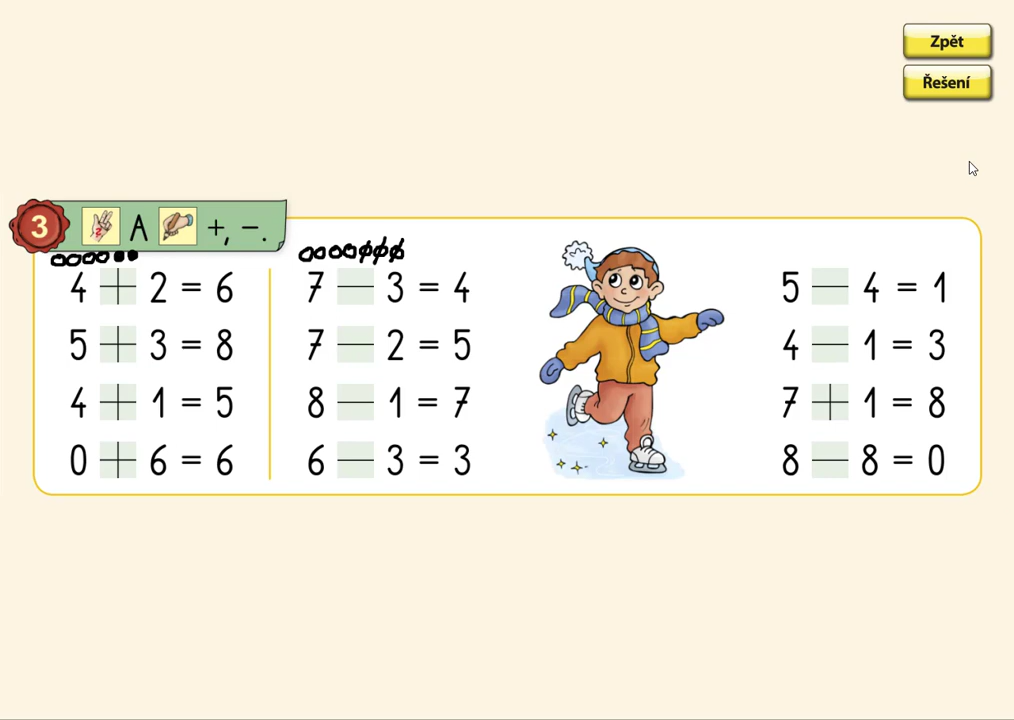 Zpět
Řešení
3 A +, −.
4 + 2 = 6
5 + 3 = 8
4 + 1 = 5
0 + 6 = 6
7 − 3 = 4
7 − 2 = 5
8 − 1 = 7
6 − 3 = 3
5 − 4 = 1
4 − 1 = 3
7 + 1 = 8
8 − 8 = 0